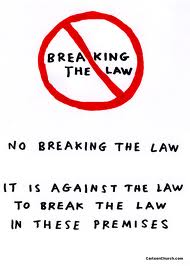 BREAKING
THE LAW
NO BREAKING THE LAW
IT IS AGAINST THE LAW
TO BREAK THE LAW
IN THESE PREMISES
CartoonChurch.com